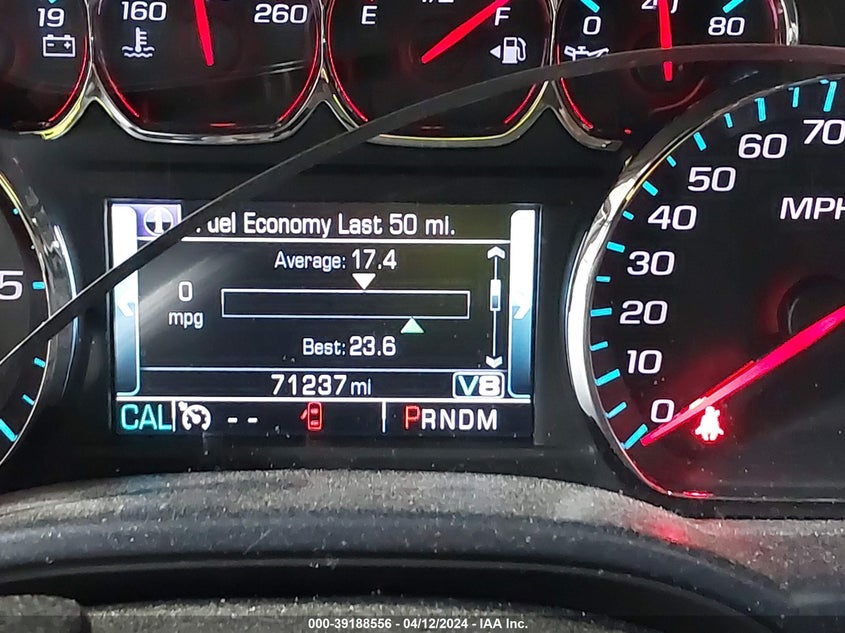 19
160 260
E F
0 80
Fuel Economy Last 50 mi.
Average: 17.4
0
mpg
Best: 23.6
71237 mi V8
CAL -- PRNDM
5
70
60
50
40
30
20
10
0
MPH
000-39188556 - 04/12/2024 - IAA Inc.